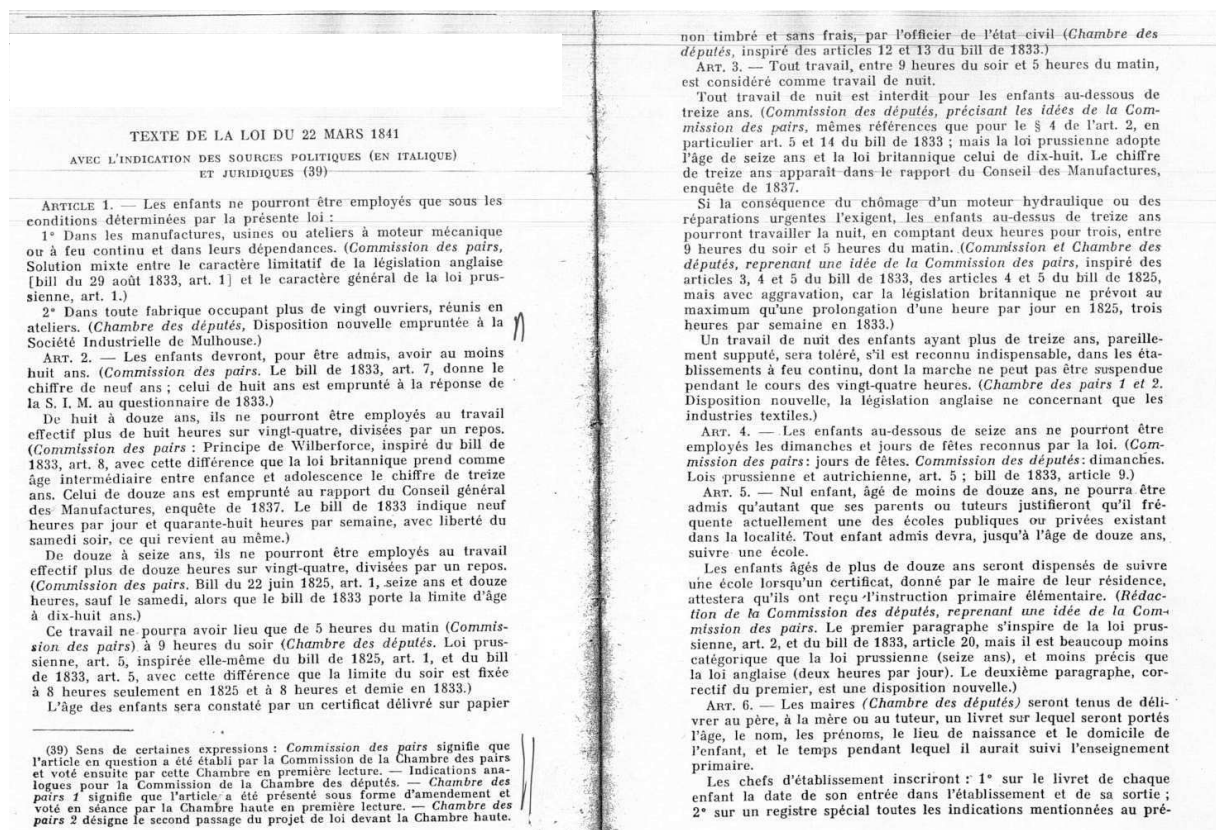 TEXTE DE LA LOI DU 22 MARS 1841
AVEC L'INDICATION DES SOURCES POLITIQUES (EN ITALIQUE)
ET JURIDIQUES (39)
ARTICLE 1. — Les enfants ne pourront être employés que sous les
conditions déterminées par la présente loi :
1° Dans les manufactures, usines ou ateliers à moteur mécanique
ou à feu continu et dans leurs dépendances. (Commission des pairs,
Solution mixte entre le caractère limitatif de la législation anglaise
[bill du 29 août 1833, art. 1] et le caractère général de la loi prus-
sienne, art. 1.)
2° Dans toute fabrique occupant plus de vingt ouvriers, réunis en
ateliers. (Chambre des députés, Disposition nouvelle empruntée à la
Société Industrielle de Mulhouse.)
ART. 2. — Les enfants devront, pour être admis, avoir au moins
huit ans. (Commission des pairs. Le bill de 1833, art. 7, donne le
chiffre de neuf ans ; celui de huit ans est emprunté à la réponse de
la S. I. M. au questionnaire de 1833.)
De huit à douze ans, ils ne pourront être employés au travail
effectif plus de huit heures sur vingt-quatre, divisées par un repos.
(Commission des pairs : Principe de Wilberforce, inspiré du bill de
1833, art. 8, avec cette différence que la loi britannique prend comme
âge intermédiaire entre enfance et adolescence le chiffre de treize
ans. Celui de douze ans est emprunté au rapport du Conseil général
des Manufactures, enquête de 1837. Le bill de 1833 indique neuf
heures par jour et quarante-huit heures par semaine, avec liberté du
samedi soir, ce qui revient au même.)
De douze à seize ans, ils ne pourront être employés au travail
effectif plus de douze heures sur vingt-quatre, divisées par un repos.
(Commission des pairs. Bill du 22 juin 1825, art. 1, seize ans et douze
heures, sauf le samedi, alors que le bill de 1833 porte la limite d'âge
à dix-huit ans.)
Ce travail ne pourra avoir lieu que de 5 heures du matin (Commis-
sion des pairs) à 9 heures du soir (Chambre des députés. Loi prus-
sienne, art. 5, inspirée elle-même du bill de 1825, art. 1, et du bill
de 1833, art. 5, avec cette différence que la limite du soir est fixée
à 8 heures seulement en 1825 et à 8 heures et demie en 1833.)
L'âge des enfants sera constaté par un certificat délivré sur papier
(39) Sens de certaines expressions : Commission des pairs signifie que
l'article en question a été établi par la Commission de la Chambre des pairs
et voté ensuite par cette Chambre en première lecture. — Indications ana-
logues pour la Commission de la Chambre des députés. — Chambre des
pairs 1 signifie que l'article a été présenté sous forme d'amendement et
voté en séance par la Chambre haute en première lecture. — Chambre des
pairs 2 désigne le second passage du projet de loi devant la Chambre haute.
non timbré et sans frais, par l'officier de l'état civil (Chambre des
députés, inspiré des articles 12 et 13 du bill de 1833.)
ART. 3. — Tout travail, entre 9 heures du soir et 5 heures du matin,
est considéré comme travail de nuit.
Tout travail de nuit est interdit pour les enfants au-dessous de
treize ans. (Commission des députés, précisant les idées de la Com-
mission des pairs, mêmes références que pour le § 4 de l'art. 2, en
particulier art. 5 et 14 du bill de 1833 ; mais la loi prussienne adopte
l'âge de seize ans et la loi britannique celui de dix-huit. Le chiffre
de treize ans apparaît dans le rapport du Conseil des Manufactures,
enquête de 1837.
Si la conséquence du chômage d'un moteur hydraulique ou des
réparations urgentes l'exigent, les enfants au-dessus de treize ans
pourront travailler la nuit, en comptant deux heures pour trois, entre
9 heures du soir et 5 heures du matin. (Commission et Chambre des
députés, reprenant une idée de la Commission des pairs, inspiré des
articles 3, 4 et 5 du bill de 1833, des articles 4 et 5 du bill de 1825,
mais avec aggravation, car la législation britannique ne prévoit au
maximum qu'une prolongation d'une heure par jour en 1825, trois
heures par semaine en 1833.)
Un travail de nuit des enfants ayant plus de treize ans, pareille-
ment supputé, sera toléré, s'il est reconnu indispensable, dans les éta-
blissements à feu continu, dont la marche ne peut pas être suspendue
pendant le cours des vingt-quatre heures. (Chambre des pairs 1 et 2.
Disposition nouvelle, la législation anglaise ne concernant que les
industries textiles.)
ART. 4. — Les enfants au-dessous de seize ans ne pourront être
employés les dimanches et jours de fêtes reconnus par la loi. (Com-
mission des pairs : jours de fêtes. Commission des députés : dimanches.
Lois prussienne et autrichienne, art. 5 ; bill de 1833, article 9.)
ART. 5. — Nul enfant, âgé de moins de douze ans, ne pourra être
admis qu'autant que ses parents ou tuteurs justifieront qu'il fré-
quente actuellement une des écoles publiques ou privées existant
dans la localité. Tout enfant admis devra, jusqu'à l'âge de douze ans,
suivre une école.
Les enfants âgés de plus de douze ans seront dispensés de suivre
une école lorsqu'un certificat, donné par le maire de leur résidence,
attestera qu'ils ont reçu l'instruction primaire élémentaire. (Rédac-
tion de la Commission des députés, reprenant une idée de la Com-
mission des pairs. Le premier paragraphe s'inspire de la loi prus-
sienne, art. 2, et du bill de 1833, article 20, mais il est beaucoup moins
catégorique que la loi prussienne (seize ans), et moins précis que
la loi anglaise (deux heures par jour). Le deuxième paragraphe, cor-
rectif du premier, est une disposition nouvelle.)
ART. 6. — Les maires (Chambre des députés) seront tenus de déli-
vrer au père, à la mère ou au tuteur, un livret sur lequel seront portés
l'âge, le nom, les prénoms, le lieu de naissance et le domicile de
l'enfant, et le temps pendant lequel il aurait suivi l'enseignement
primaire.
Les chefs d'établissement inscriront : 1° sur le livret de chaque
enfant la date de son entrée dans l'établissement et de sa sortie ;
2° sur un registre spécial toutes les indications mentionnées au pré-